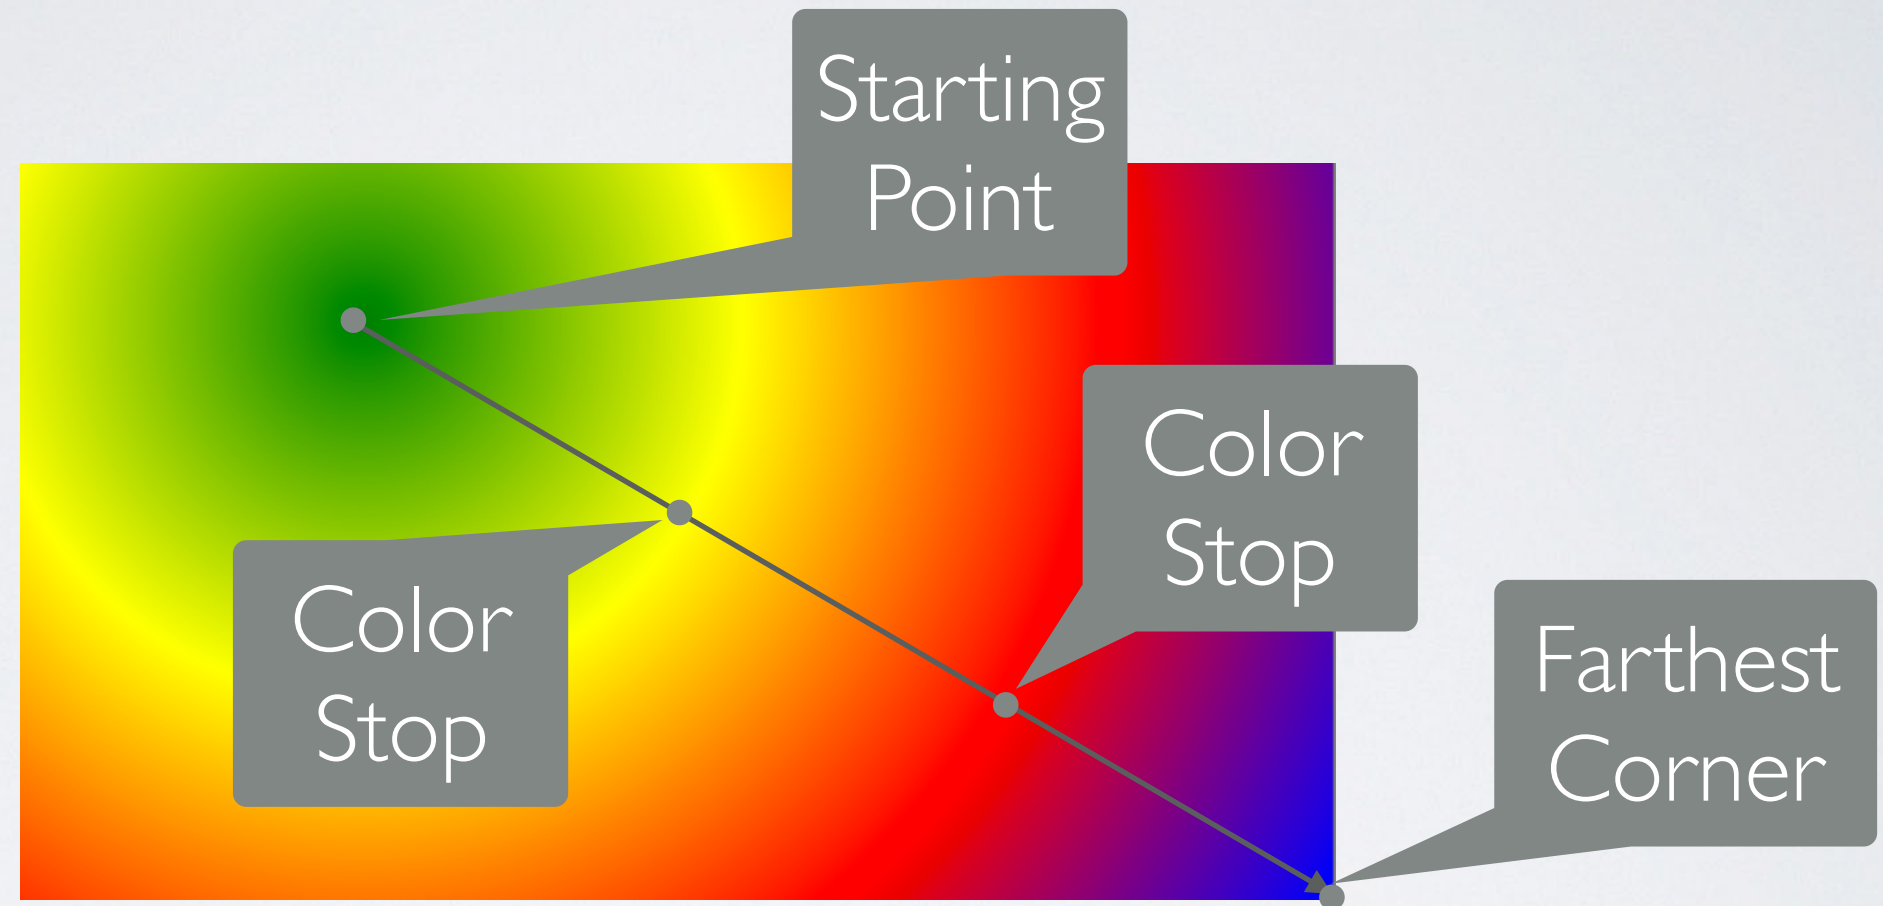 Starting
Point
Color
Stop
Color
Stop
Farthest
Corner